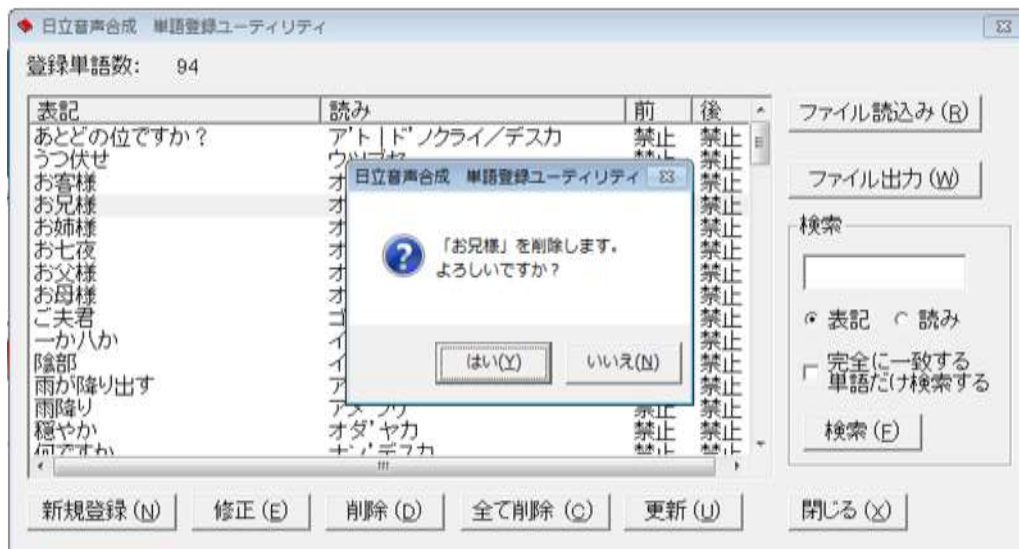 日立音声合成 単語登録ユーティリティ
登録単語数: 94
表記 読み 前 後
あとどの位ですか? ア'ト|ド'ノクライ/デスカ 禁止 禁止
うつ伏せ 禁止
お客様 オ 禁止
お兄様 オ 禁止
お姉様 オ 禁止
お七夜 オ 禁止
お父様 オ 禁止
お母様 オ 禁止
ご夫君 ゴ 禁止
一か八か イ 禁止
陰部 イ 禁止
雨が降り出す ア 禁止
雨降り 禁止 禁止
穏やか オダ'ヤカ 禁止 禁止
何ですか ナ'ンデスカ
日立音声合成 単語登録ユーティリティ
「お兄様」を削除します。
よろしいですか?
はい(Y) いいえ(N)
ファイル読込み(R)
ファイル出力(W)
検索
表記 読み
完全に一致する
単語だけ検索する
検索(F)
新規登録(N) 修正(E) 削除(D) 全て削除(C) 更新(U) 閉じる(X)